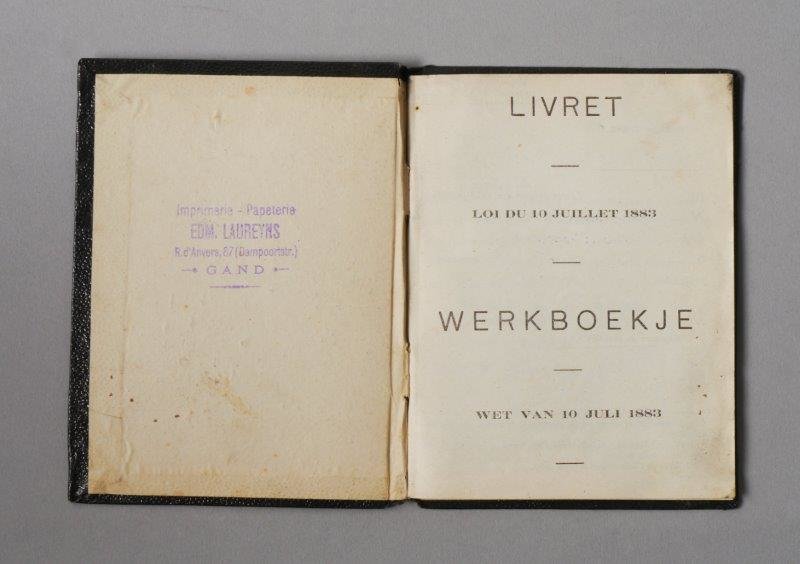 Imprimerie - Papeterie
EDM. LAUREYNS
R. d'Anvers, 87 (Dampoortstr.)
GAND
LIVRET
LOI DU 10 JUILLET 1883
WERKBOEKJE
WET VAN 10 JULI 1883